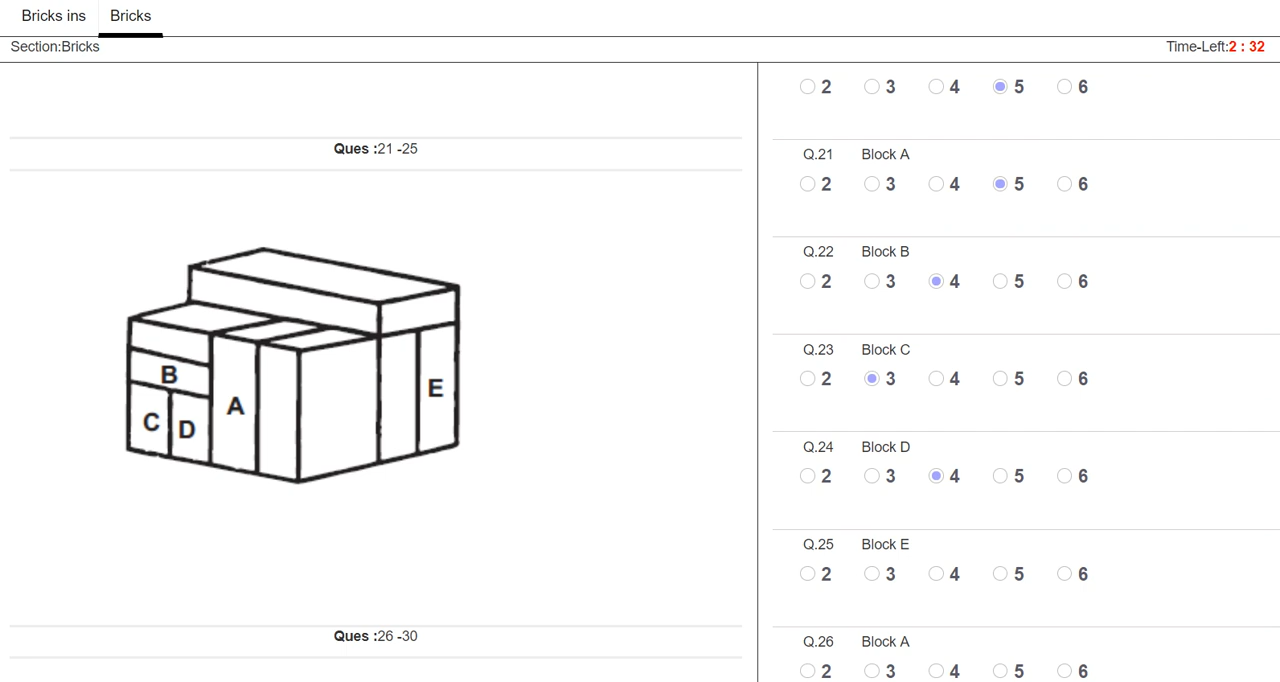 Bricks ins Bricks
Section:Bricks Time-Left:2 : 32
Ques :21 -25
B
C D A E
Ques :26 -30
2 3 4 5 6
Q.21 Block A
2 3 4 5 6
Q.22 Block B
2 3 4 5 6
Q.23 Block C
2 3 4 5 6
Q.24 Block D
2 3 4 5 6
Q.25 Block E
2 3 4 5 6
Q.26 Block A
2 3 4 5 6